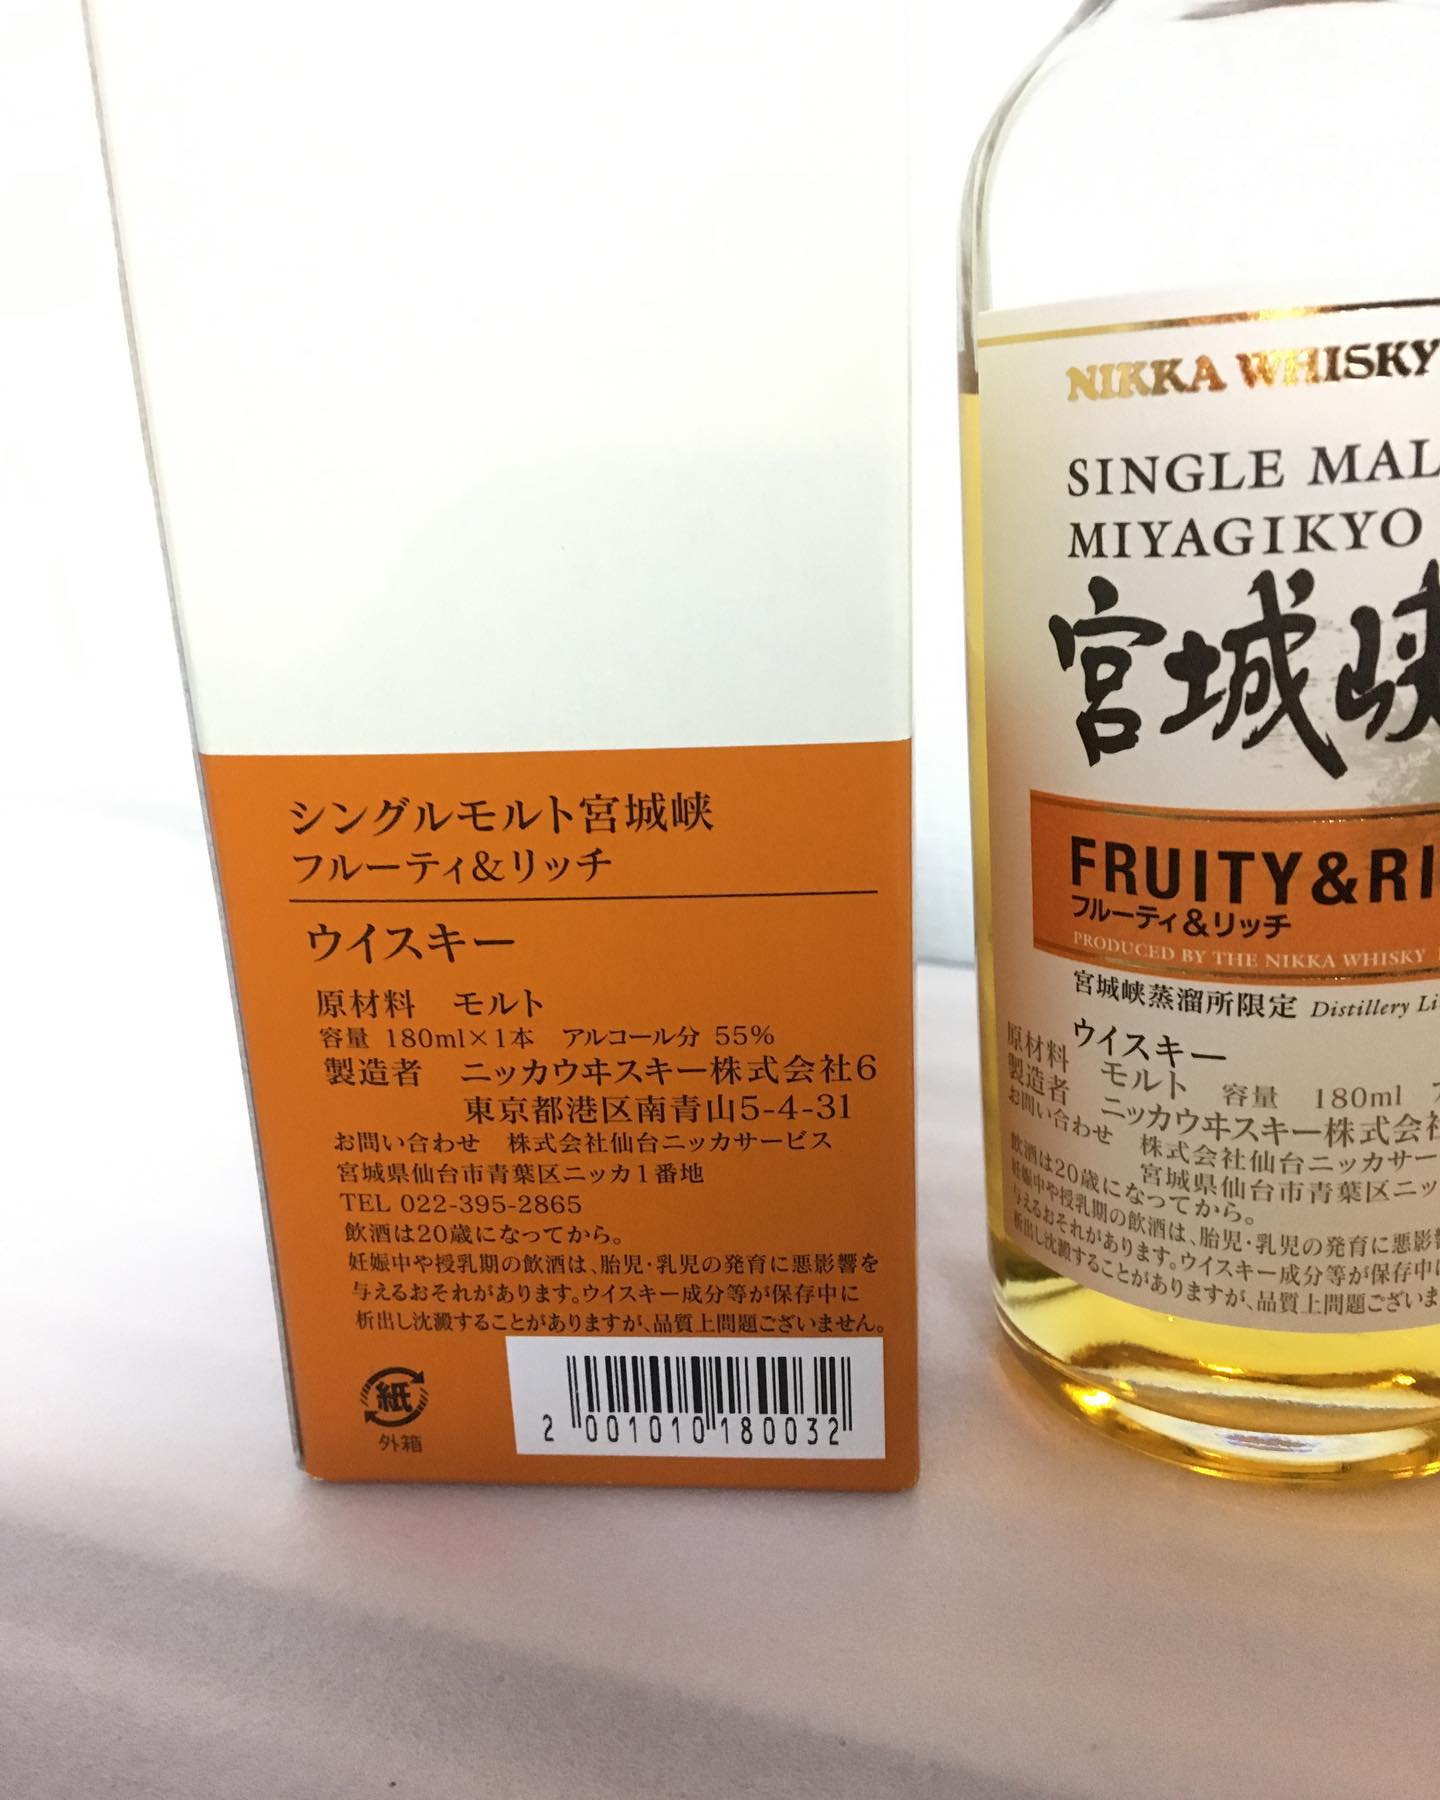 シングルモルト宮城峡
フルーティ&リッチ
ウイスキー
原材料 モルト
容量 180ml×1本 アルコール分 55%
製造者 ニッカウヰスキー株式会社6
東京都港区南青山5-4-31
お問い合わせ 株式会社仙台ニッカサービス
宮城県仙台市青葉区ニッカ1番地
TEL 022-395-2865
飲酒は20歳になってから。
妊娠中や授乳期の飲酒は、胎児・乳児の発育に悪影響を
与えるおそれがあります。ウイスキー成分等が保存中に
析出し沈澱することがありますが、品質上問題ございません。
紙
外箱
2 001010 180032
NIKKA WHISKY
SINGLE MAL
MIYAGIKYO
宮城峡
FRUITY&RI
フルーティ&リッチ
PRODUCED BY THE NIKKA WHISKY
宮城峡蒸溜所限定 Distillery Li
ウイスキー
原材料 モルト 容量 180ml
製造者 ニッカウヰスキー株式会社
お問い合わせ 株式会社仙台ニッカサー
宮城県仙台市青葉区ニッ
飲酒は20歳になってから。
妊娠中や授乳期の飲酒は、胎児・乳児の発育に悪影
与えるおそれがあります。ウイスキー成分等が保存中に
析出し沈澱することがありますが、品質上問題ございま